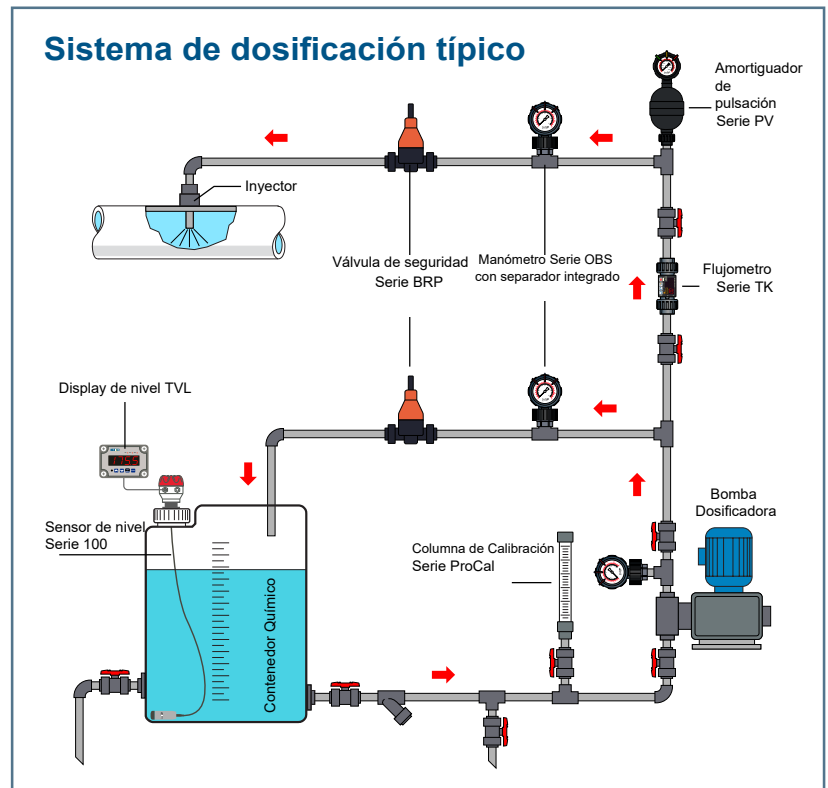 Sistema de dosificación típico
Amortiguador
de
pulsación
Serie PV
Inyector
Válvula de seguridad
Serie BRP
Manómetro Serie OBS
con separador integrado
Flujometro
Serie TK
Display de nivel TVL
1755
Sensor de nivel
Serie 100
Contenedor Químico
Columna de Calibración
Serie ProCal
Bomba
Dosificadora